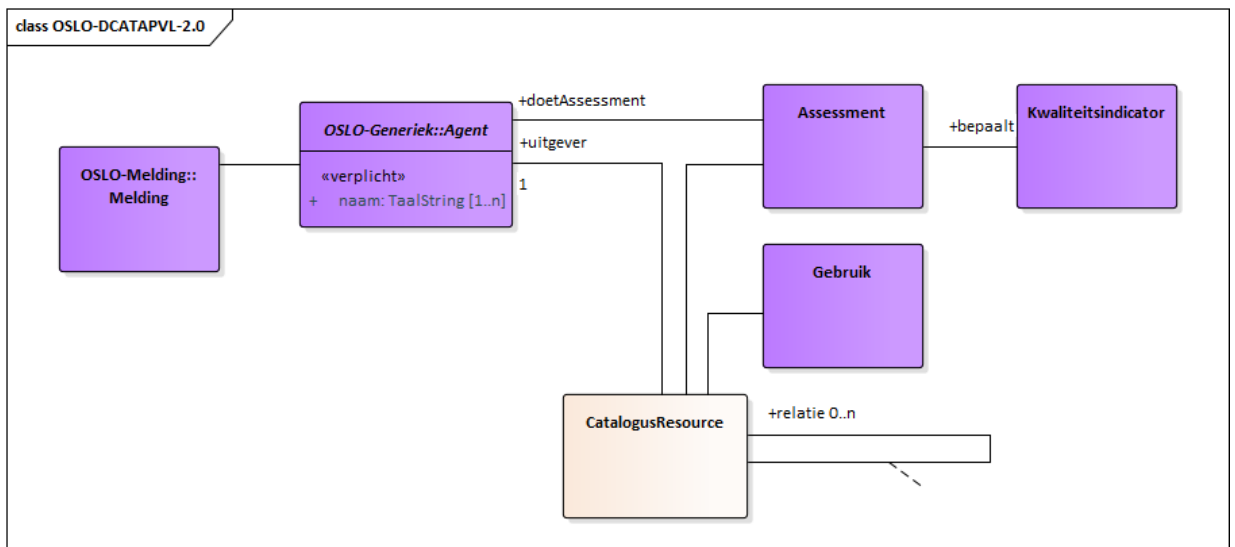 class OSLO-DCATAPVL-2.0
OSLO-Melding::
Melding
OSLO-Generiek::Agent
«verplicht»
+ naam: TaalString [1..n]
+doetAssessment
+uitgever
1
Assessment
+bepaalt
Kwaliteitsindicator
Gebruik
CatalogusResource
+relatie 0..n